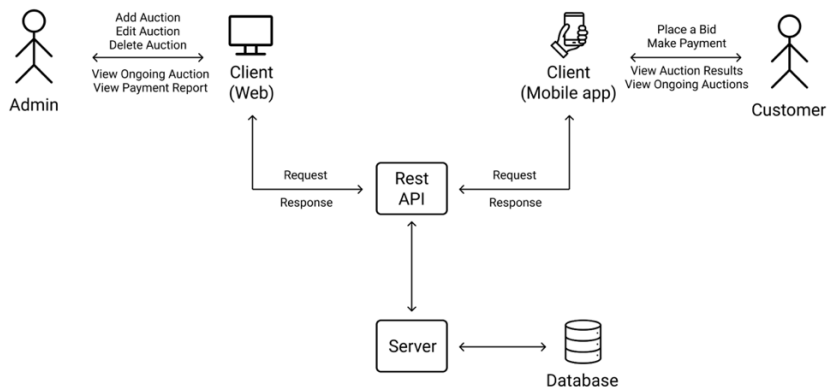 Add Auction
Edit Auction
Delete Auction
View Ongoing Auction
View Payment Report
Admin
Client
(Web)
Client
(Mobile app)
Place a Bid
Make Payment
View Auction Results
View Ongoing Auctions
Customer
Request
Response
Rest
API
Request
Response
Server
Database